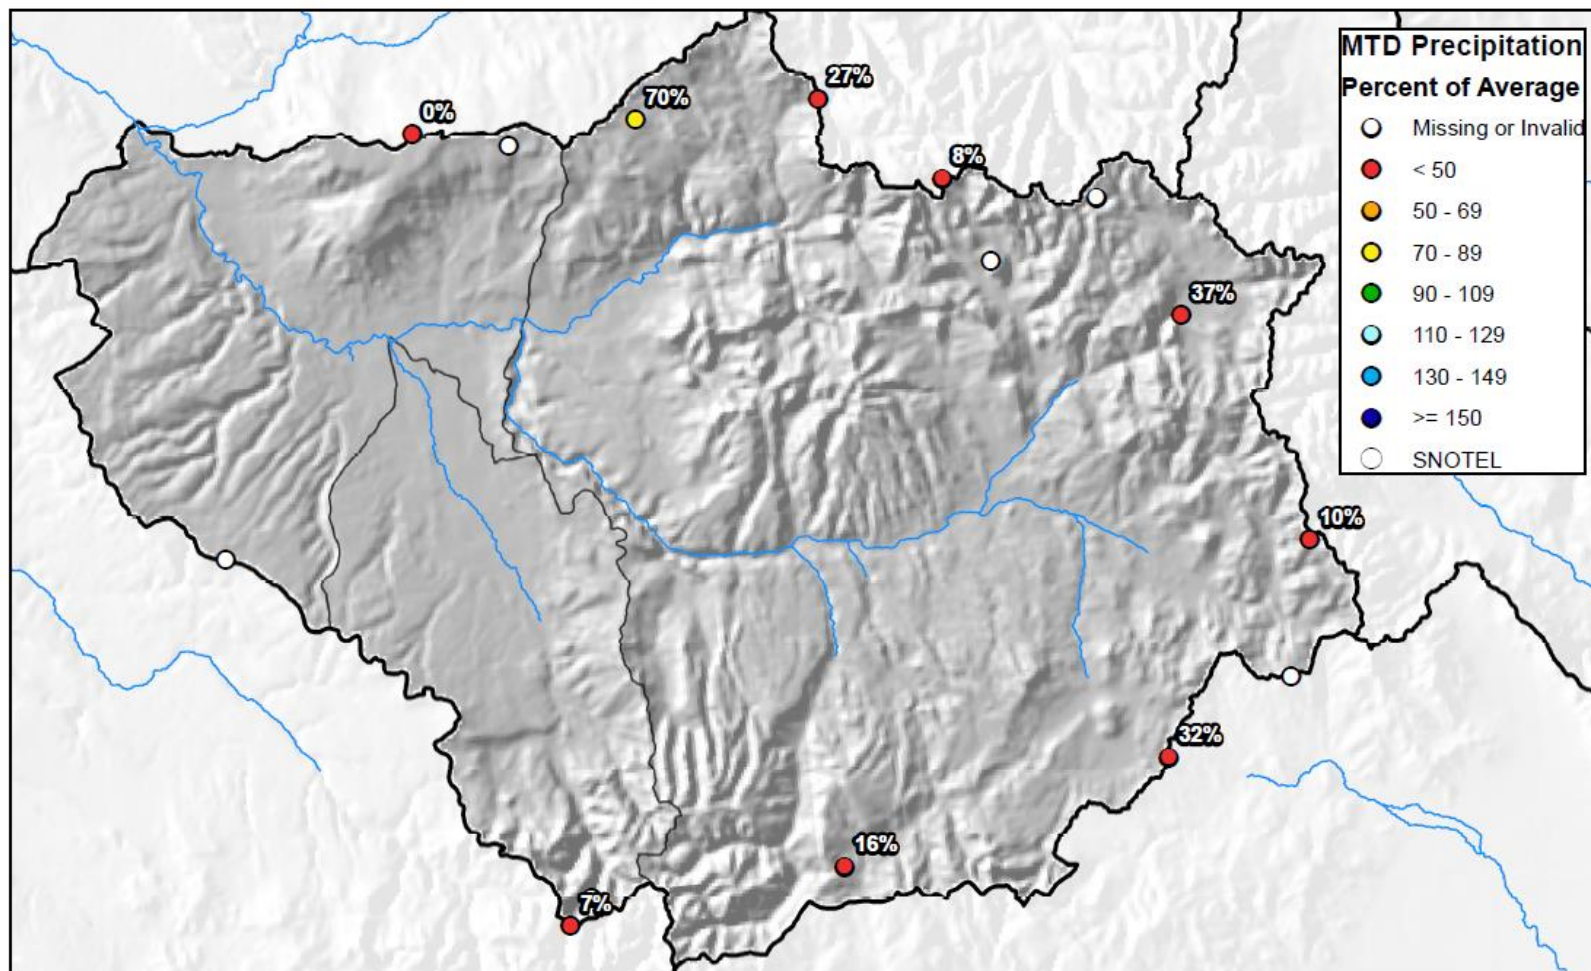 MTD Precipitation
Percent of Average
Missing or Invalid
< 50
50 - 69
70 - 89
90 - 109
110 - 129
130 - 149
>= 150
SNOTEL
27%
70%
0%
8%
37%
10%
32%
16%
7%